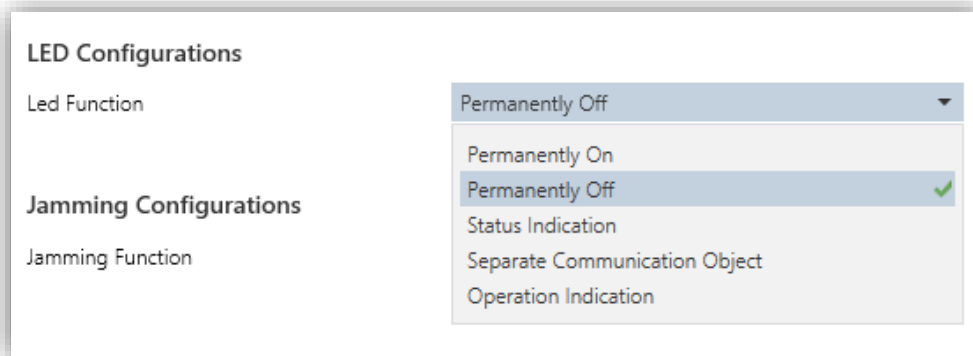 LED Configurations
Led Function
Permanently Off
Permanently On
Permanently Off
Status Indication
Separate Communication Object
Operation Indication
Jamming Configurations
Jamming Function